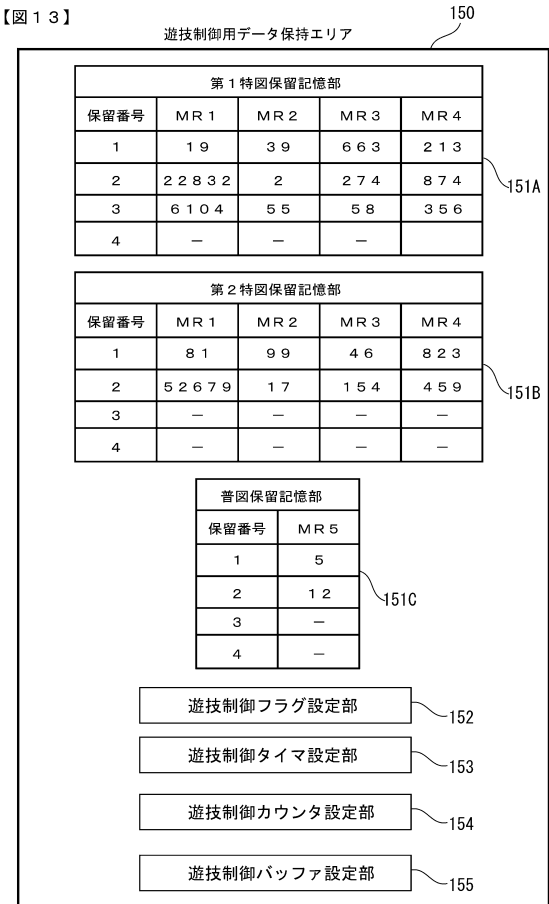 【図１３】
150
遊技制御用データ保持エリア
第１特図保留記憶部
保留番号 ＭＲ１ ＭＲ２ ＭＲ３ ＭＲ４
１ １９ ３９ ６６３ ２１３
２ ２２８３２ ２ ２７４ ８７４
３ ６１０４ ５５ ５８ ３５６
４ － － －
151A
第２特図保留記憶部
保留番号 ＭＲ１ ＭＲ２ ＭＲ３ ＭＲ４
１ ８１ ９９ ４６ ８２３
２ ５２６７９ １７ １５４ ４５９
３ － － － －
４ － － － －
151B
普図保留記憶部
保留番号 ＭＲ５
１ ５
２ １２
３ －
４ －
151C
遊技制御フラグ設定部 152
遊技制御タイマ設定部 153
遊技制御カウンタ設定部 154
遊技制御バッファ設定部 155